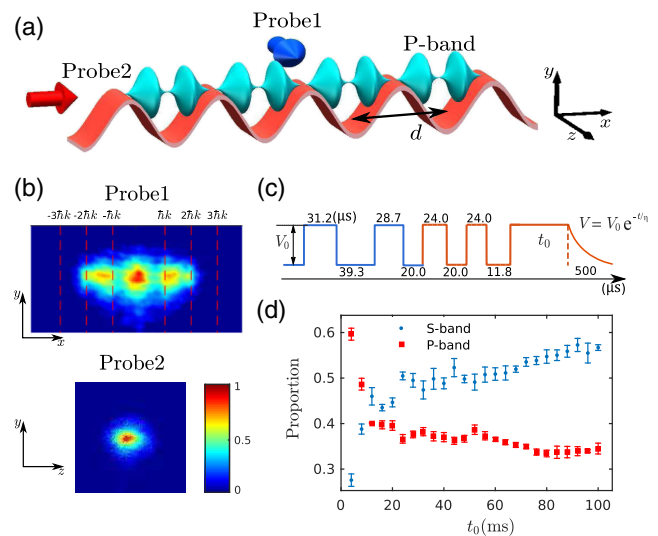 (a)
Probe1
P-band
Probe2
d
y
x
z
(b)
Probe1
-3ħk -2ħk -ħk ħk 2ħk 3ħk
y
x
Probe2
y
z
1
0.5
0
(c)
31.2(μs) 28.7 24.0 24.0
V₀
t₀
V = V₀ e^{-t/η}
39.3 20.0 20.0 11.8 500
(μs)
(d)
S-band
P-band
Proportion
0.6
0.5
0.4
0.3
0 20 40 60 80 100
t₀(ms)